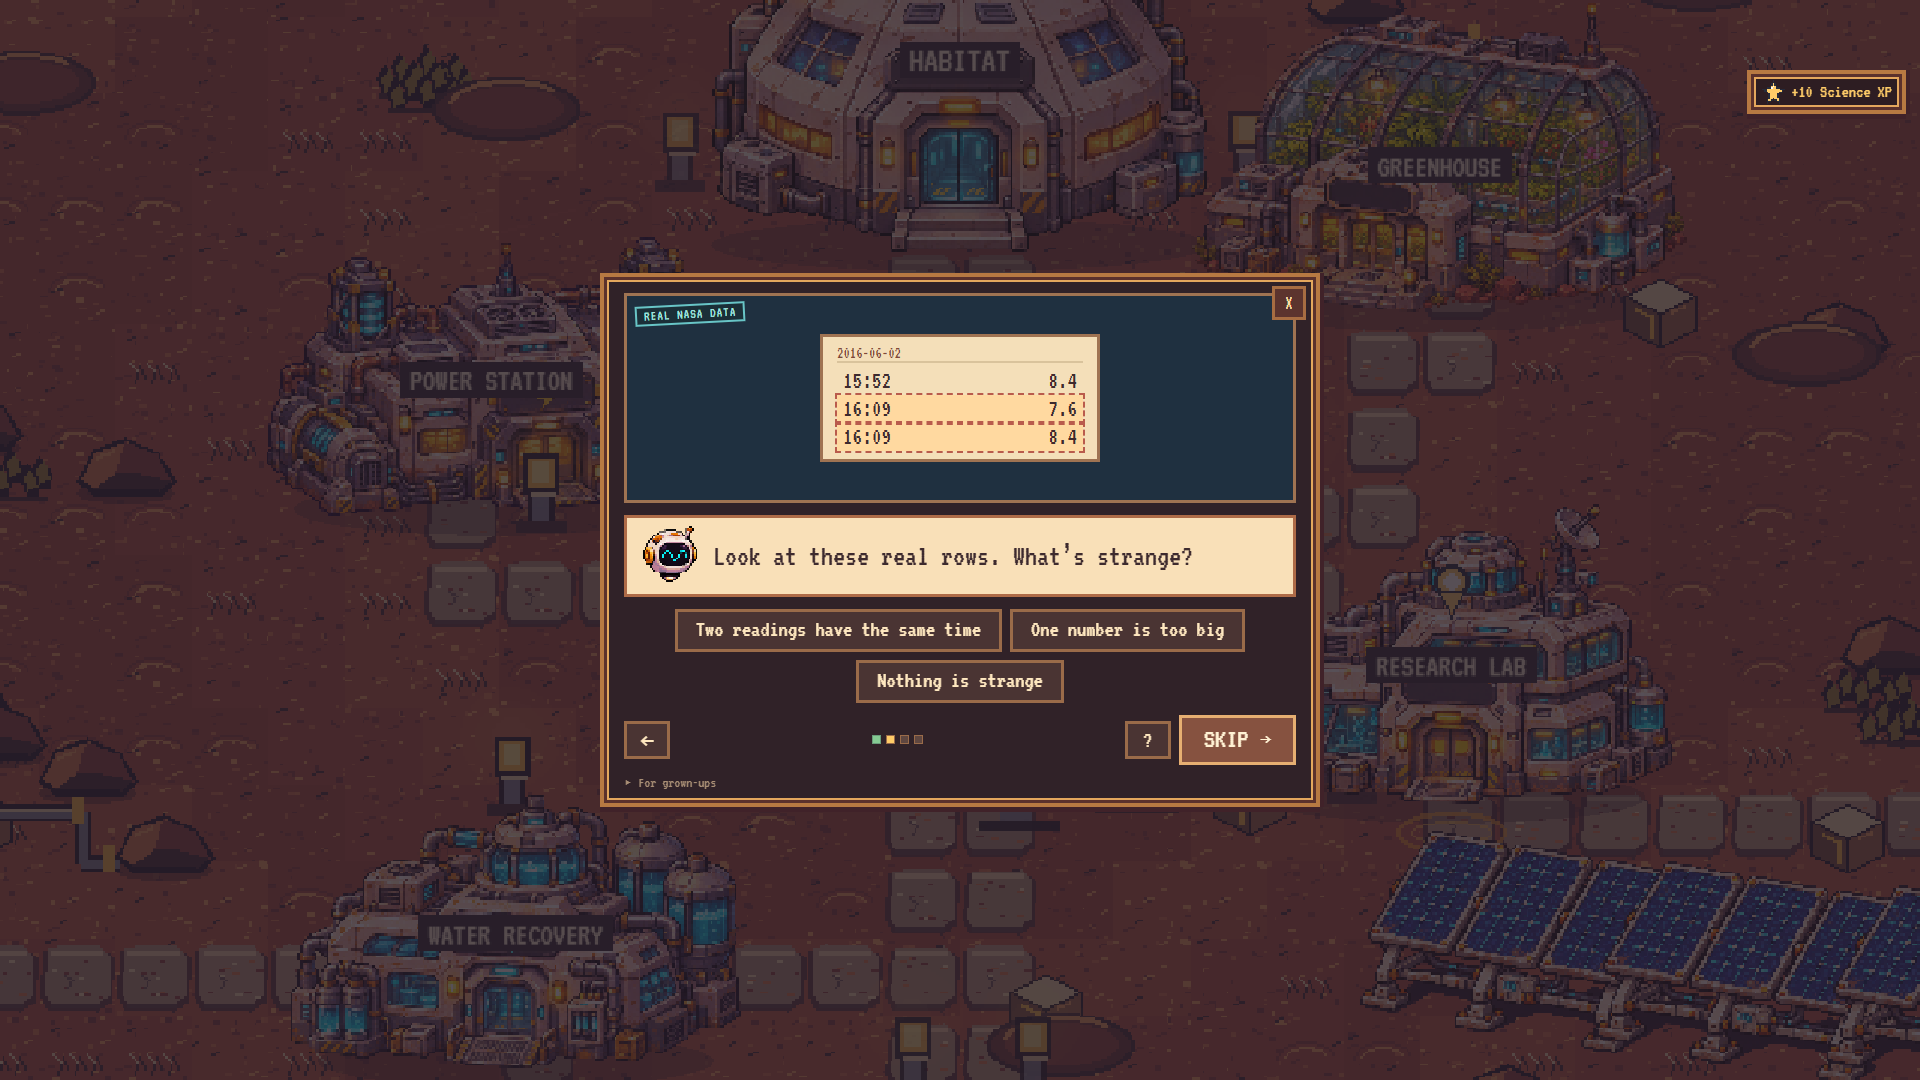 HABITAT
+10 Science XP
GREENHOUSE
REAL NASA DATA
X
2016-06-02
15:52 8.4
16:09 7.6
16:09 8.4
POWER STATION
Look at these real rows. What's strange?
Two readings have the same time
One number is too big
Nothing is strange
RESEARCH LAB
←
?
SKIP →
▸ For grown-ups
WATER RECOVERY